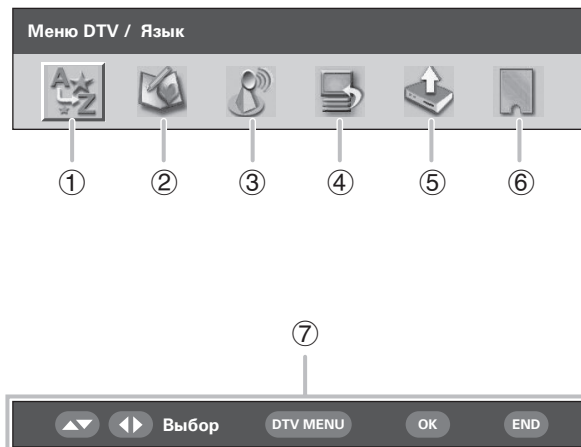 Меню DTV / Язык
① ② ③ ④ ⑤ ⑥
⑦
Выбор DTV MENU OK END